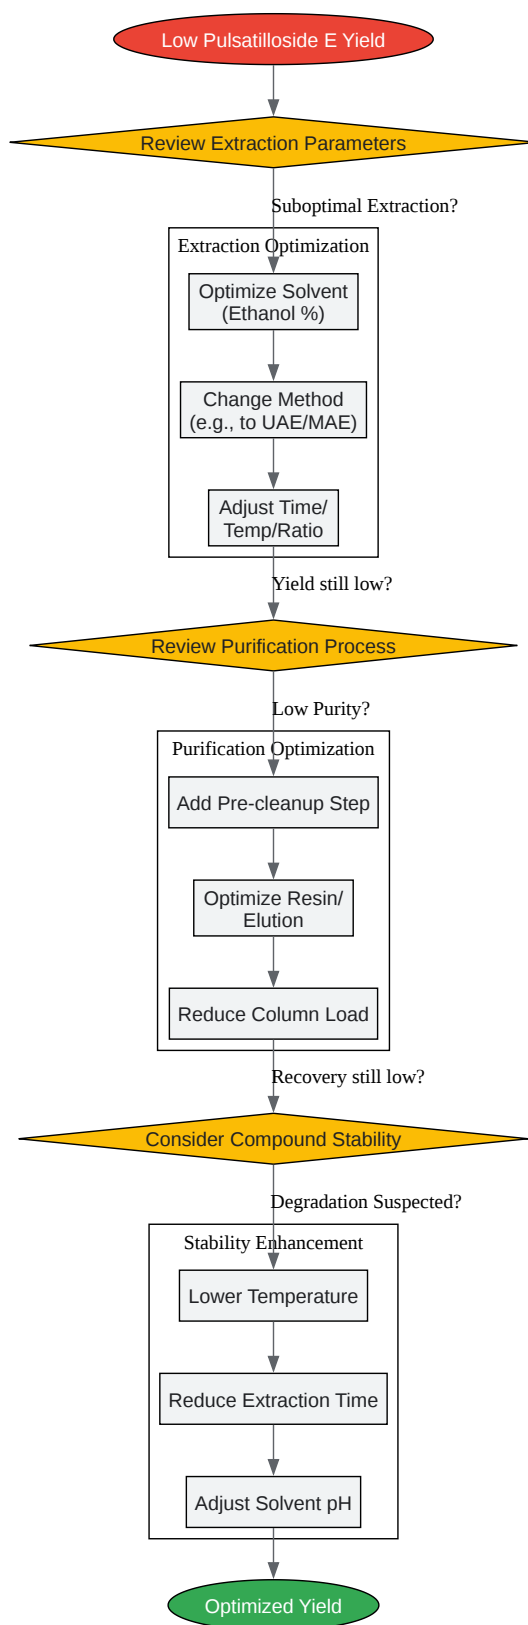 Low Pulsatilloside E Yield
Review Extraction Parameters
Suboptimal Extraction?
Extraction Optimization
Optimize Solvent
(Ethanol %)
Change Method
(e.g., to UAE/MAE)
Adjust Time/
Temp/Ratio
Yield still low?
Review Purification Process
Low Purity?
Purification Optimization
Add Pre-cleanup Step
Optimize Resin/
Elution
Reduce Column Load
Recovery still low?
Consider Compound Stability
Degradation Suspected?
Stability Enhancement
Lower Temperature
Reduce Extraction Time
Adjust Solvent pH
Optimized Yield